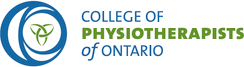 COLLEGE OF
PHYSIOTHERAPISTS
of ONTARIO